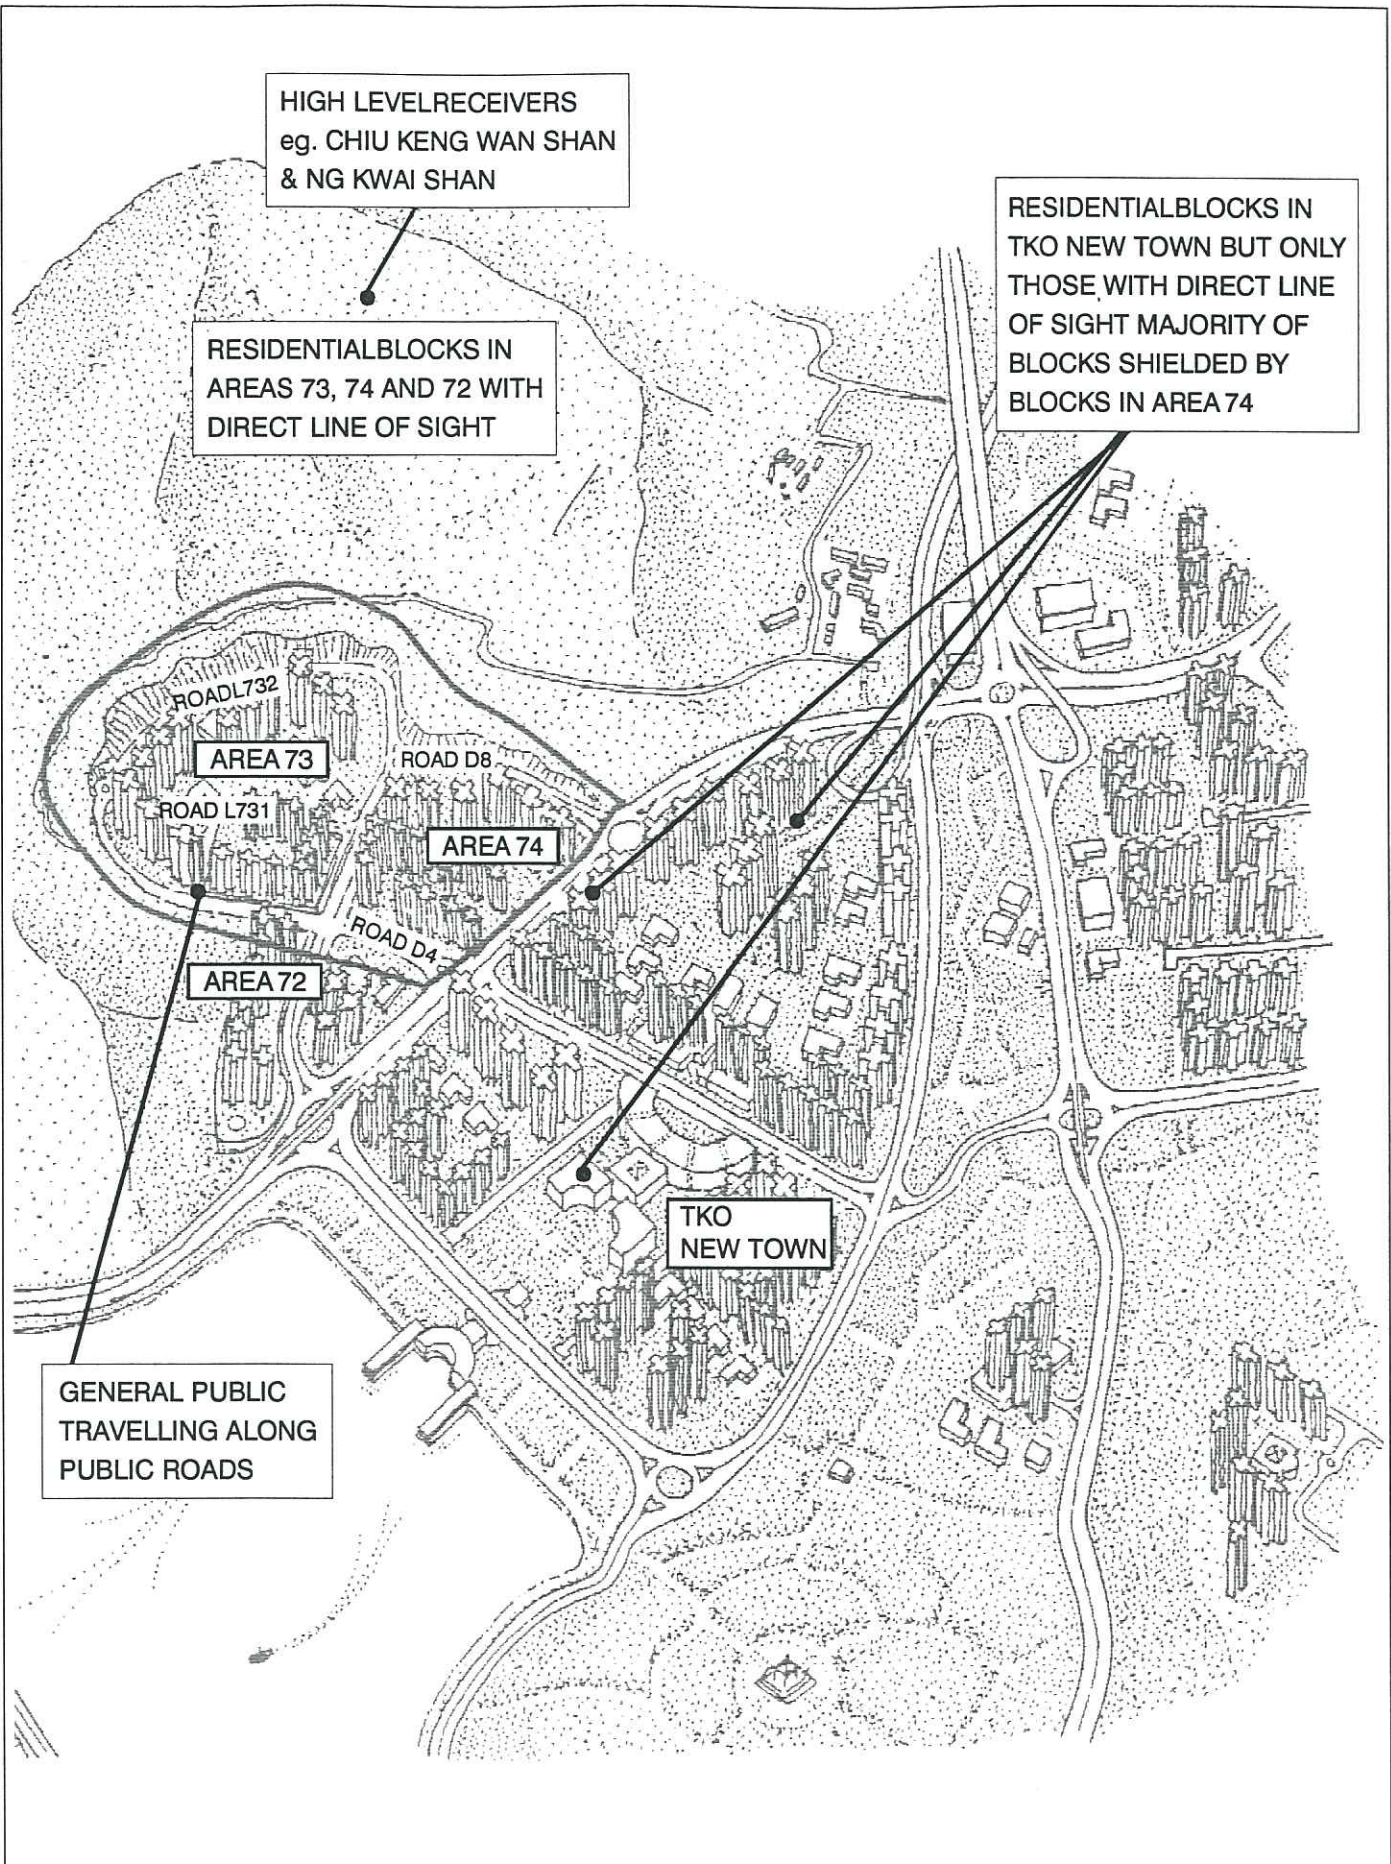 HIGH LEVELRECEIVERS
eg. CHIU KENG WAN SHAN
& NG KWAI SHAN
RESIDENTIALBLOCKS IN
TKO NEW TOWN BUT ONLY
THOSE WITH DIRECT LINE
OF SIGHT MAJORITY OF
BLOCKS SHIELDED BY
BLOCKS IN AREA 74
RESIDENTIALBLOCKS IN
AREAS 73, 74 AND 72 WITH
DIRECT LINE OF SIGHT
ROADL732
AREA 73
ROAD D8
ROAD L731
AREA 74
ROAD D4
AREA 72
TKO
NEW TOWN
GENERAL PUBLIC
TRAVELLING ALONG
PUBLIC ROADS